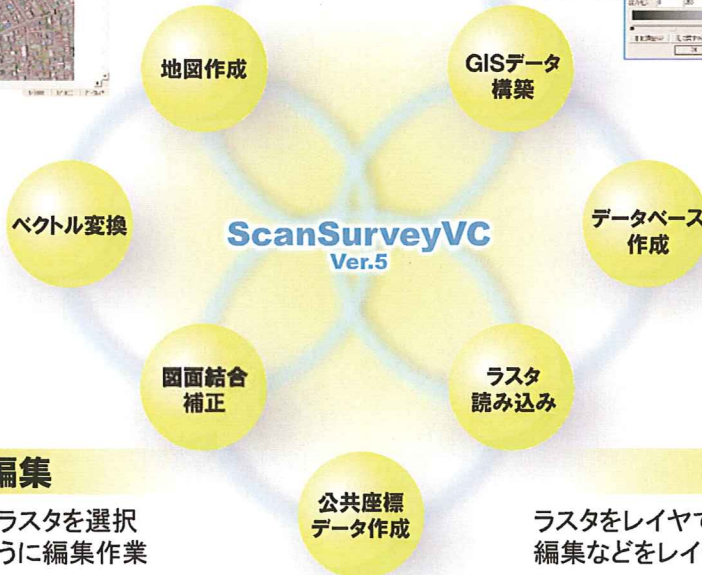 地図作成
GISデータ
構築
ベクトル変換
ScanSurveyVC
Ver.5
データベース
作成
図面結合
補正
ラスタ
読み込み
公共座標
データ作成
編集
ラスタを選択
うに編集作業
ラスタをレイヤで
編集などをレイ